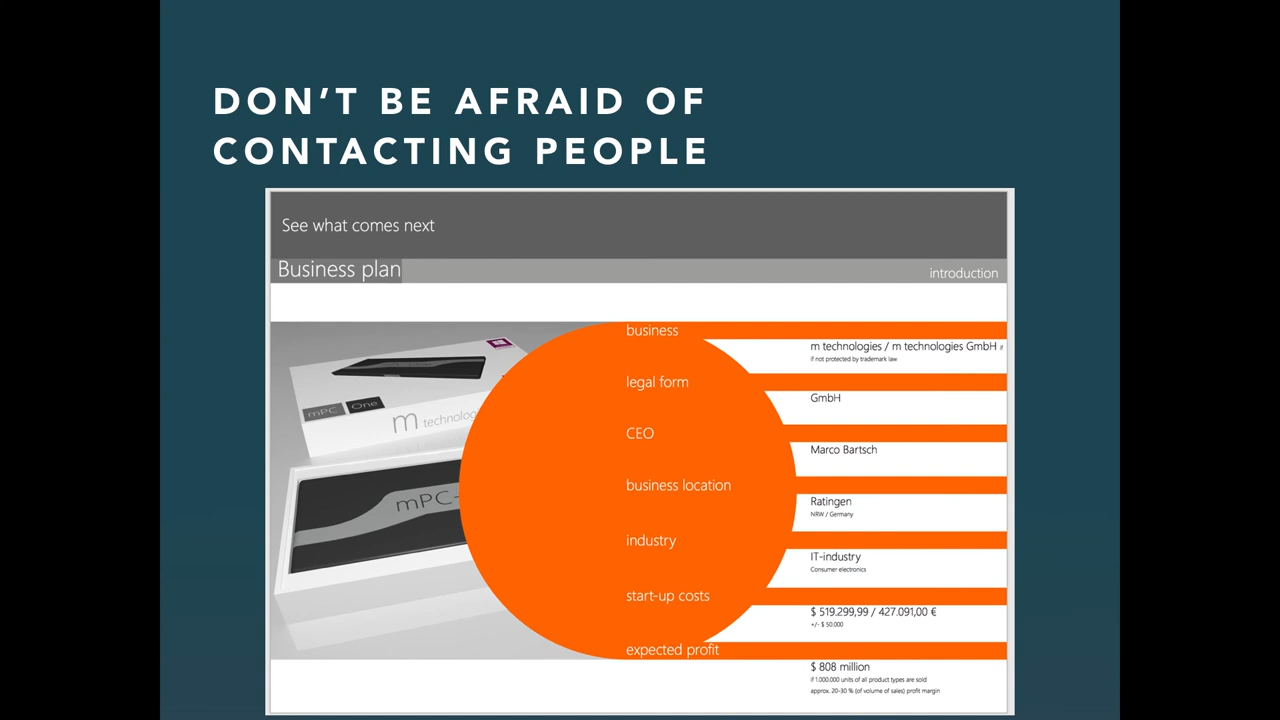 DON'T BE AFRAID OF
CONTACTING PEOPLE
See what comes next
Business plan
introduction
mPC One
m technolog
mPC-
business
m technologies / m technologies GmbH if
if not protected by trademark law
legal form
GmbH
CEO
Marco Bartsch
business location
Ratingen
NRW / Germany
industry
IT-industry
Consumer electronics
start-up costs
$ 519.299,99 / 427.091,00 €
+/- $ 50.000
expected profit
$ 808 million
if 1.000.000 units of all product types are sold
approx. 20-30 % (of volume of sales) profit margin